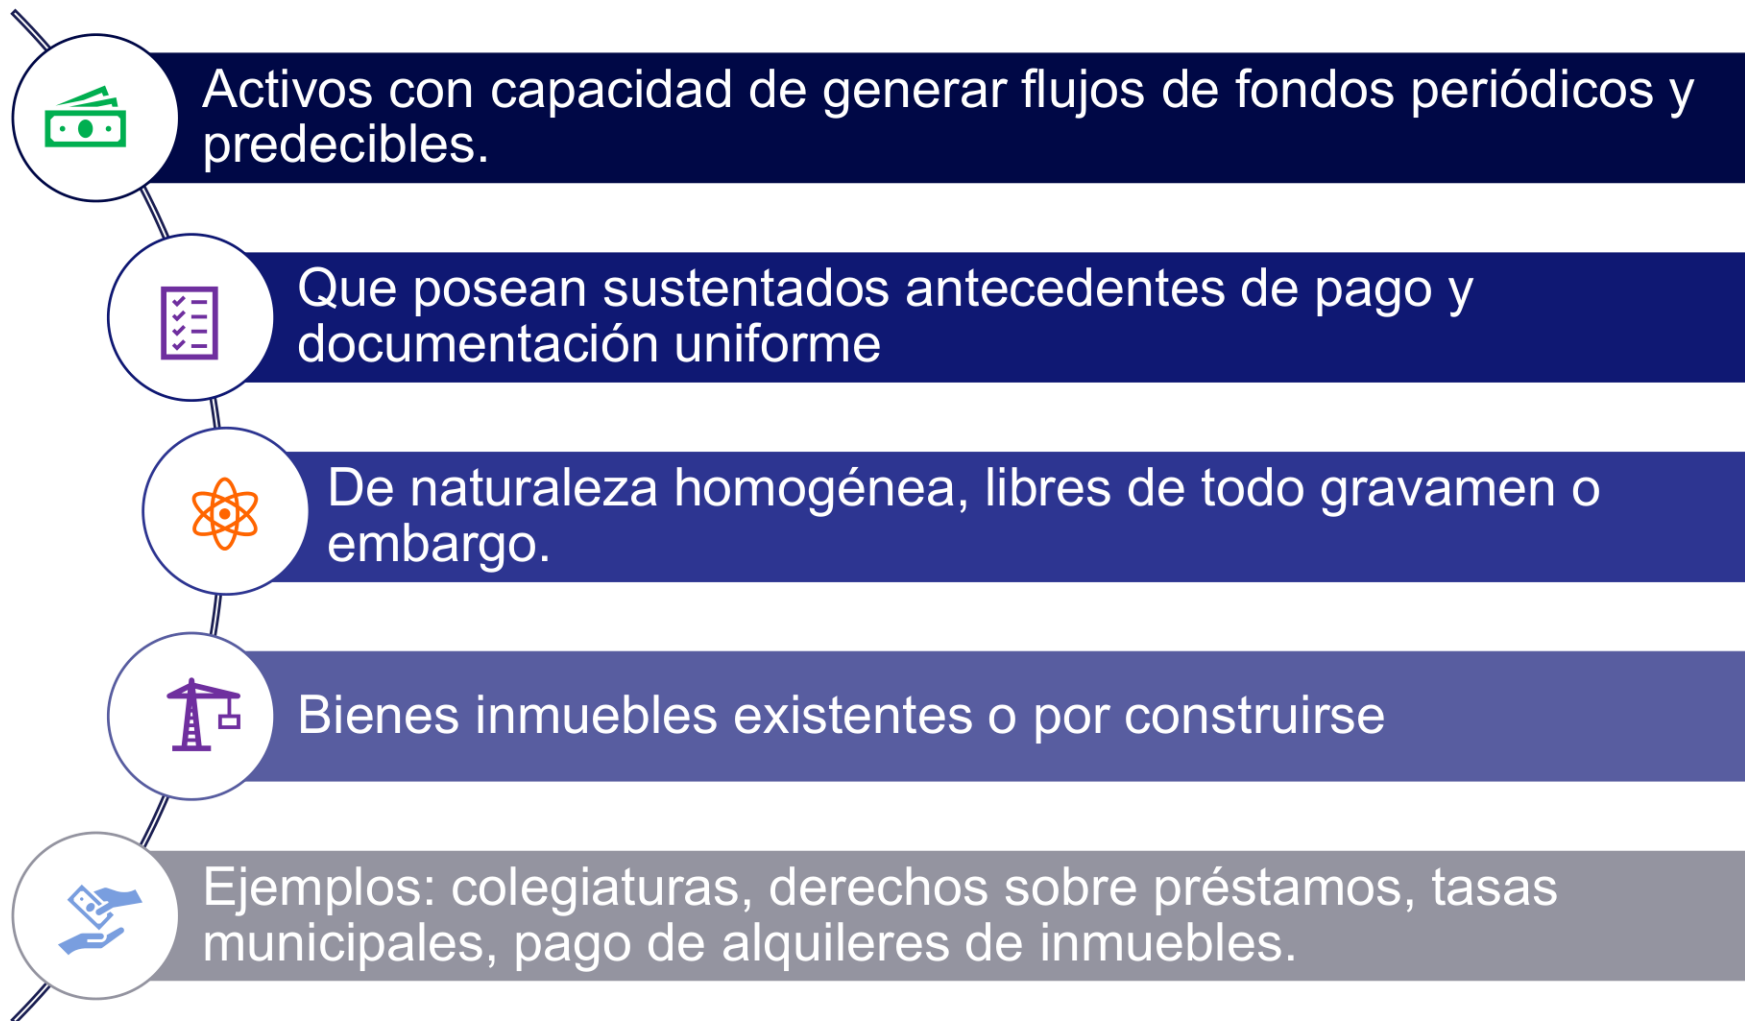 Activos con capacidad de generar flujos de fondos periódicos y
predecibles.
Que posean sustentados antecedentes de pago y
documentación uniforme
De naturaleza homogénea, libres de todo gravamen o
embargo.
Bienes inmuebles existentes o por construirse
Ejemplos: colegiaturas, derechos sobre préstamos, tasas
municipales, pago de alquileres de inmuebles.